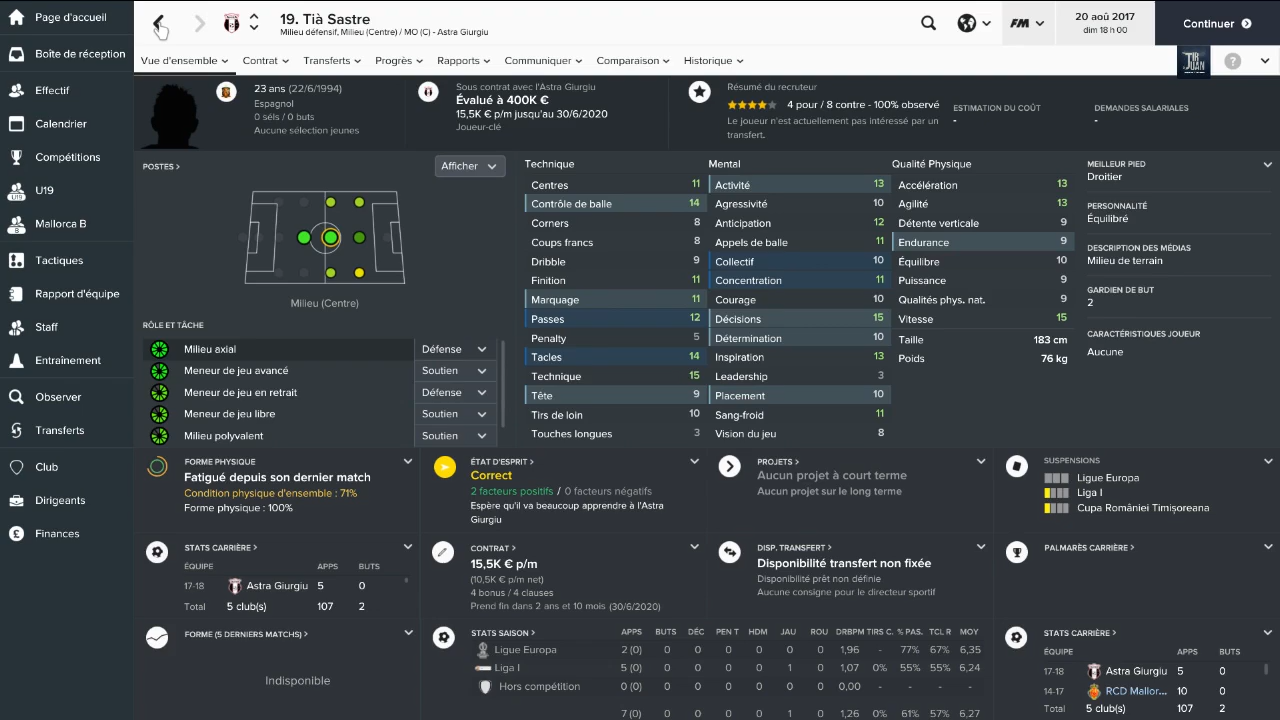 Page d'accueil
Boîte de réception
Effectif
Calendrier
Compétitions
U19
Mallorca B
Tactiques
Rapport d'équipe
Staff
Entraînement
Observer
Transferts
Club
Dirigeants
Finances
19. Tià Sastre
Milieu défensif, Milieu (Centre) / MO (C) - Astra Giurgiu
FM
20 aoû 2017
dim 18 h 00
Continuer
Vue d'ensemble
Contrat
Transferts
Progrès
Rapports
Communiquer
Comparaison
Historique
23 ans (22/6/1994)
Espagnol
0 séls / 0 buts
Aucune sélection jeunes
Sous contrat avec l'Astra Giurgiu
Évalué à 400K €
15,5K € p/m jusqu'au 30/6/2020
Joueur-clé
Résumé du recruteur
4 pour / 8 contre - 100% observé
Le joueur n'est actuellement pas intéressé par un
transfert.
ESTIMATION DU COÛT
-
DEMANDES SALARIALES
-
POSTES >
Afficher
Milieu (Centre)
RÔLE ET TÂCHE
Milieu axial Défense
Meneur de jeu avancé Soutien
Meneur de jeu en retrait Défense
Meneur de jeu libre Soutien
Milieu polyvalent Soutien
Technique
Centres 11
Contrôle de balle 14
Corners 8
Coups francs 8
Dribble 9
Finition 11
Marquage 11
Passes 12
Penalty 5
Tacles 14
Technique 15
Tête 9
Tirs de loin 10
Touches longues 3
Mental
Activité 13
Agressivité 10
Anticipation 12
Appels de balle 11
Collectif 10
Concentration 11
Courage 10
Décisions 15
Détermination 10
Inspiration 13
Leadership 3
Placement 10
Sang-froid 11
Vision du jeu 8
Qualité Physique
Accélération 13
Agilité 13
Détente verticale 9
Endurance 9
Équilibre 10
Puissance 9
Qualités phys. nat. 9
Vitesse 15
Taille 183 cm
Poids 76 kg
MEILLEUR PIED
Droitier
PERSONALITÉ
Équilibré
DESCRIPTION DES MÉDIAS
Milieu de terrain
GARDIEN DE BUT
2
CARACTÉRISTIQUES JOUEUR
Aucune
FORME PHYSIQUE
Fatigué depuis son dernier match
Condition physique d'ensemble : 71%
Forme physique : 100%
ÉTAT D'ESPRIT >
Correct
2 facteurs positifs / 0 facteurs négatifs
Espère qu'il va beaucoup apprendre à l'Astra
Giurgiu
PROJETS >
Aucun projet à court terme
Aucun projet sur le long terme
SUSPENSIONS
Ligue Europa
Liga I
Cupa României Timișoreana
STATS CARRIÈRE >
ÉQUIPE APPS BUTS
17-18 Astra Giurgiu 5 0
Total 5 club(s) 107 2
CONTRAT >
15,5K € p/m
(10,5K € p/m net)
4 bonus / 4 clauses
Prend fin dans 2 ans et 10 mois (30/6/2020)
DISP. TRANSFERT >
Disponibilité transfert non fixée
Disponibilité prêt non définie
Aucune consigne pour le directeur sportif
PALMARÈS CARRIÈRE >
FORME (5 DERNIERS MATCHS) >
Indisponible
STATS SAISON > APPS BUTS DÉC PEN T HDM JAU ROU DRBPM TIRS C. % PAS. TCL R MOY
Ligue Europa 2 (0) 0 0 0 0 0 0 1,96 - 77% 67% 6,35
Liga I 5 (0) 0 0 0 0 1 0 1,07 0% 55% 55% 6,24
Hors compétition 0 (0) 0 0 0 0 0 0 0,00 - - - -
7 (0) 0 0 0 0 1 0 1,26 0% 61% 57% 6,27
STATS CARRIÈRE >
ÉQUIPE APPS BUTS
17-18 Astra Giurgiu 5 0
14-17 RCD Mallor... 10 0
Total 5 club(s) 107 2